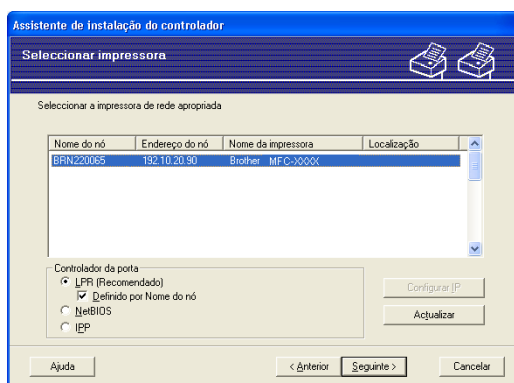 Assistente de instalação do controlador
Seleccionar impressora
Seleccionar a impressora de rede apropriada
Nome do nó Endereço do nó Nome da impressora Localização
BRN220065 192.10.20.90 Brother MFC-XXXX
Controlador da porta
LPR (Recomendado)
Definido por Nome do nó
NetBIOS
IPP
Configurar IP
Actualizar
Ajuda < Anterior Seguinte > Cancelar